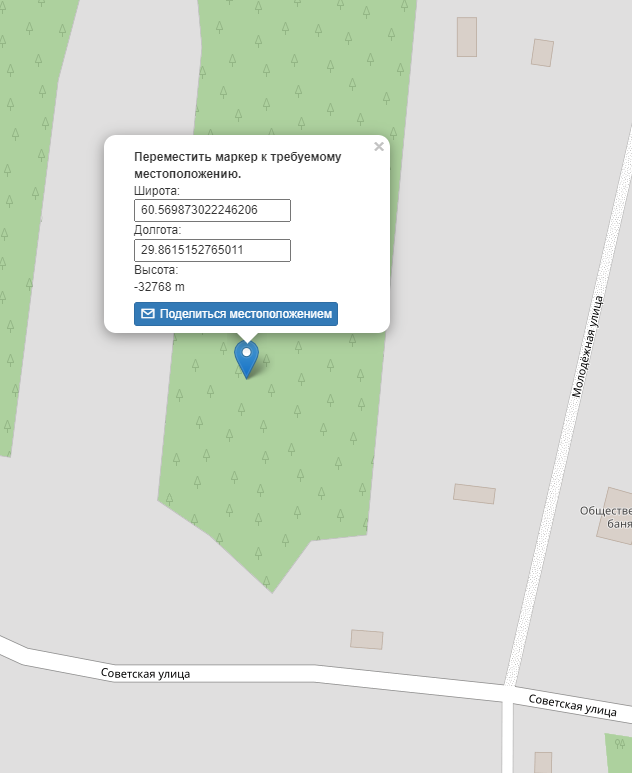 Переместить маркер к требуемому
местоположению.
Широта:
60.569873022246206
Долгота:
29.8615152765011
Высота:
-32768 m
Поделиться местоположением
Молодёжная улица
Обществе
баня
Советская улица
Советская улица